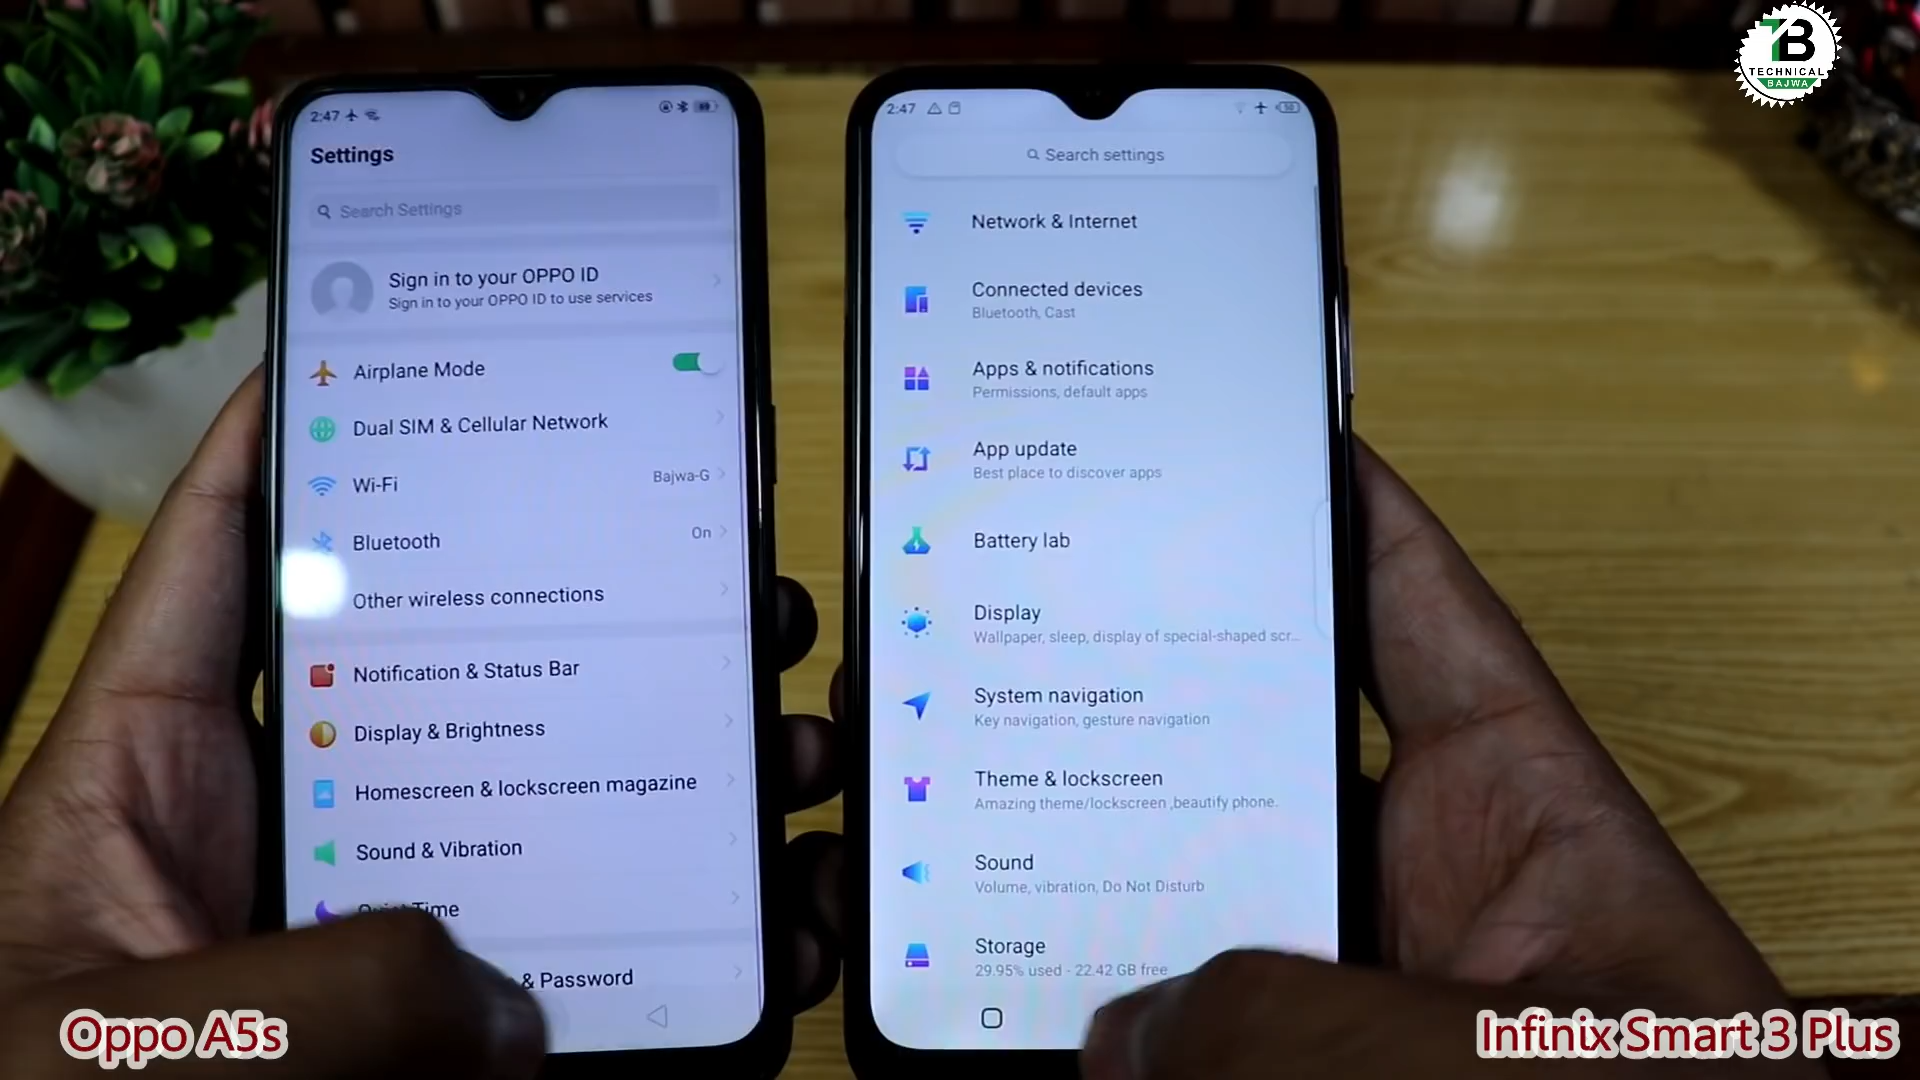 TB
TECHNICAL
BAJWA
2:47
Settings
Search Settings
Sign in to your OPPO ID
Sign in to your OPPO ID to use services
Airplane Mode
Dual SIM & Cellular Network
Wi-Fi
Bajwa-G
Bluetooth
On
Other wireless connections
Notification & Status Bar
Display & Brightness
Homescreen & lockscreen magazine
Sound & Vibration
Quiet Time
& Password
2:47
50
Search settings
Network & Internet
Connected devices
Bluetooth, Cast
Apps & notifications
Permissions, default apps
App update
Best place to discover apps
Battery lab
Display
Wallpaper, sleep, display of special-shaped scr...
System navigation
Key navigation, gesture navigation
Theme & lockscreen
Amazing theme/lockscreen ,beautify phone.
Sound
Volume, vibration, Do Not Disturb
Storage
29.95% used - 22.42 GB free
Oppo A5s
Infinix Smart 3 Plus